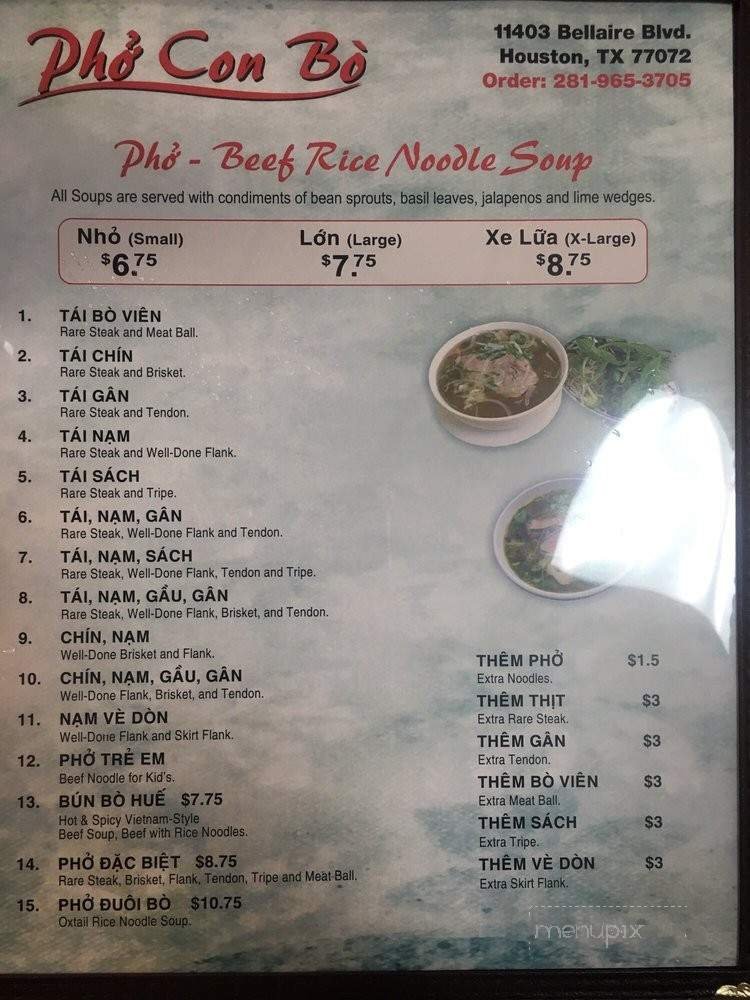 Phở Con Bò
11403 Bellaire Blvd.
Houston, TX 77072
Order: 281-965-3705
Phở - Beef Rice Noodle Soup
All Soups are served with condiments of bean sprouts, basil leaves, jalapenos and lime wedges.
Nhỏ (Small) Lớn (Large) Xe Lữa (X-Large)
$6.75 $7.75 $8.75
1. TÁI BÒ VIÊN
Rare Steak and Meat Ball.
2. TÁI CHÍN
Rare Steak and Brisket.
3. TÁI GÂN
Rare Steak and Tendon.
4. TÁI NẠM
Rare Steak and Well-Done Flank.
5. TÁI SÁCH
Rare Steak and Tripe.
6. TÁI, NẠM, GÂN
Rare Steak, Well-Done Flank and Tendon.
7. TÁI, NẠM, SÁCH
Rare Steak, Well-Done Flank, Tendon and Tripe.
8. TÁI, NẠM, GẦU, GÂN
Rare Steak, Well-Done Flank, Brisket, and Tendon.
9. CHÍN, NẠM
Well-Done Brisket and Flank.
10. CHÍN, NẠM, GẦU, GÂN
Well-Done Flank, Brisket, and Tendon.
11. NẠM VÈ DÒN
Well-Done Flank and Skirt Flank.
12. PHỞ TRẺ EM
Beef Noodle for Kid's.
13. BÚN BÒ HUẾ $7.75
Hot & Spicy Vietnam-Style
Beef Soup, Beef with Rice Noodles.
14. PHỞ ĐẶC BIỆT $8.75
Rare Steak, Brisket, Flank, Tendon, Tripe and Meat Ball.
15. PHỞ ĐUÔI BÒ $10.75
Oxtail Rice Noodle Soup.
THÊM PHỞ $1.5
Extra Noodles.
THÊM THỊT $3
Extra Rare Steak.
THÊM GÂN $3
Extra Tendon.
THÊM BÒ VIÊN $3
Extra Meat Ball.
THÊM SÁCH $3
Extra Tripe.
THÊM VÈ DÒN $3
Extra Skirt Flank.
menupix